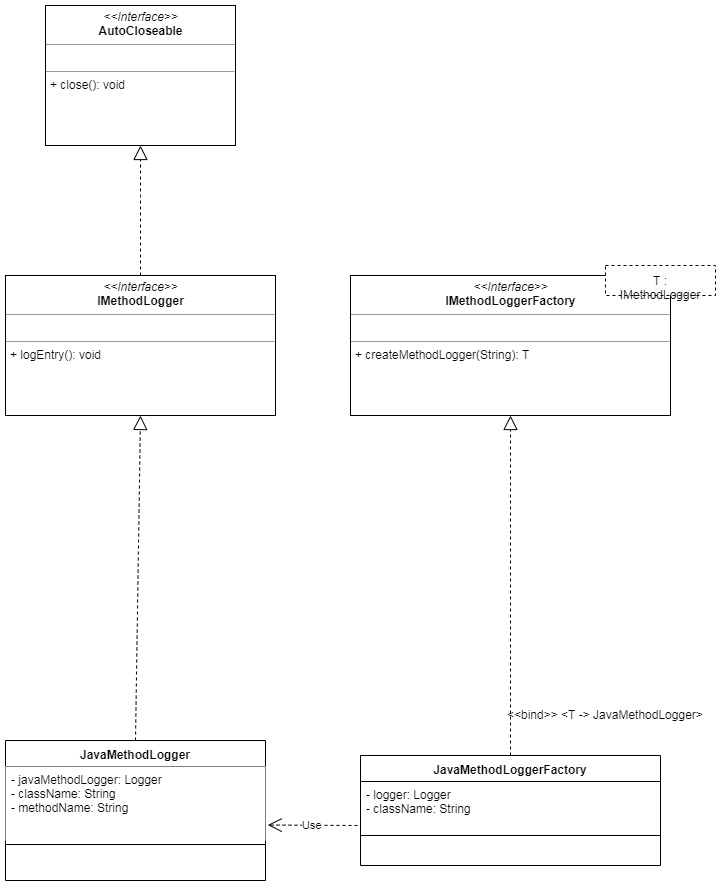 <<Interface>>
AutoCloseable
+ close(): void
<<Interface>>
IMethodLogger
+ logEntry(): void
<<Interface>>
IMethodLoggerFactory
T :
IMethodLogger
+ createMethodLogger(String): T
<<bind>> <T -> JavaMethodLogger>
JavaMethodLogger
- javaMethodLogger: Logger
- className: String
- methodName: String
Use
JavaMethodLoggerFactory
- logger: Logger
- className: String